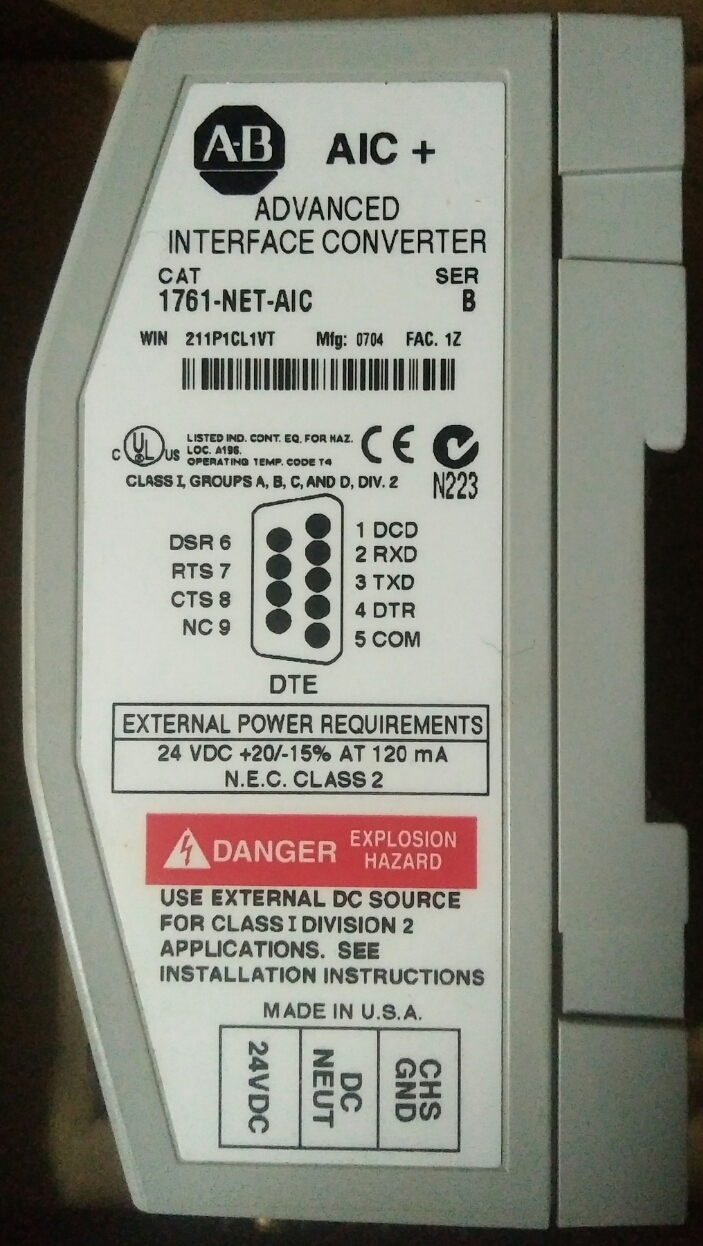 A-B AIC +
ADVANCED
INTERFACE CONVERTER
CAT SER
1761-NET-AIC B
WIN 211P1CL1VT Mfg: 0704 FAC. 1Z
C UL US
LISTED IND. CONT. EQ. FOR HAZ.
LOC. A196.
OPERATING TEMP. CODE T4
CE
N223
CLASS I, GROUPS A, B, C, AND D, DIV. 2
1 DCD
DSR 6
2 RXD
RTS 7
3 TXD
CTS 8
4 DTR
NC 9
5 COM
DTE
EXTERNAL POWER REQUIREMENTS
24 VDC +20/-15% AT 120 mA
N.E.C. CLASS 2
DANGER EXPLOSION
HAZARD
USE EXTERNAL DC SOURCE
FOR CLASS I DIVISION 2
APPLICATIONS. SEE
INSTALLATION INSTRUCTIONS
MADE IN U.S.A.
24VDC
DC
NEUT
CHS
GND